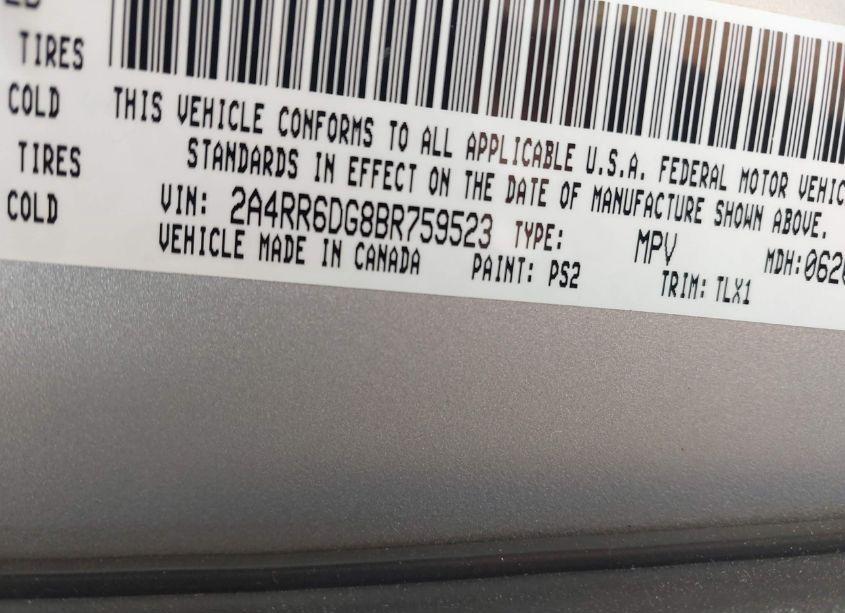 TIRES
COLD
TIRES
COLD
THIS VEHICLE CONFORMS TO ALL APPLICABLE U.S.A. FEDERAL MOTOR
STANDARDS IN EFFECT ON THE DATE OF MANUFACTURE SHOWN ABOVE.
VIN: 2A4RR6DG8BR759523 TYPE: MPV MDH:
VEHICLE MADE IN CANADA PAINT: PS2 TRIM: TLX1